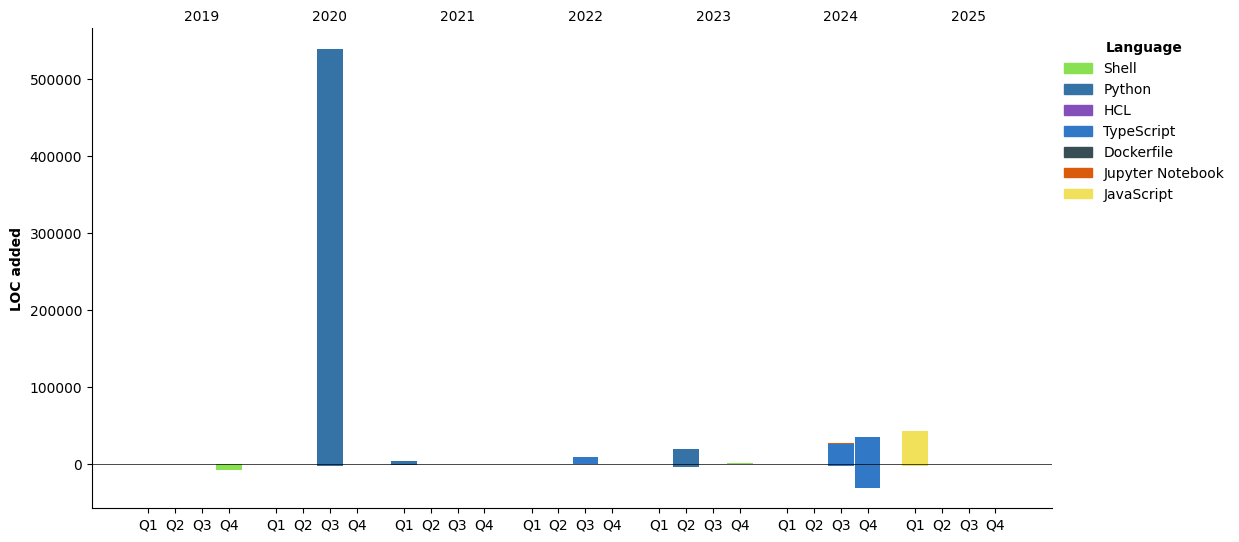 2019 2020 2021 2022 2023 2024 2025
LOC added
500000
400000
300000
200000
100000
0
Q1 Q2 Q3 Q4 Q1 Q2 Q3 Q4 Q1 Q2 Q3 Q4 Q1 Q2 Q3 Q4 Q1 Q2 Q3 Q4 Q1 Q2 Q3 Q4 Q1 Q2 Q3 Q4
Language
Shell
Python
HCL
TypeScript
Dockerfile
Jupyter Notebook
JavaScript